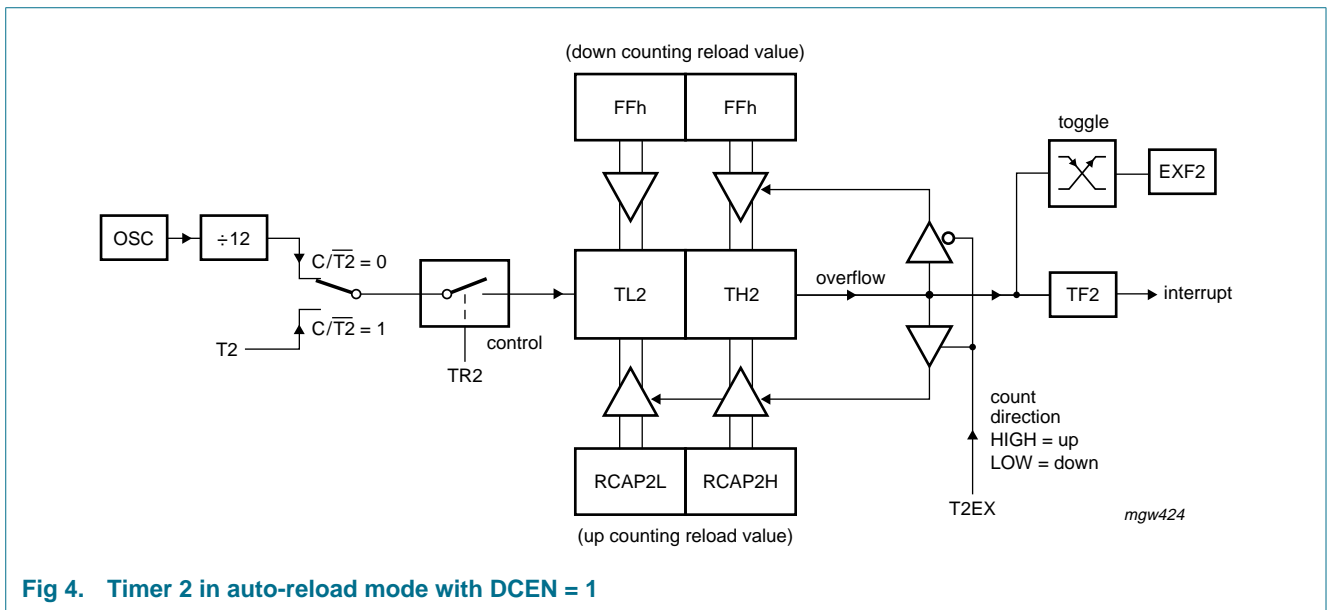 (down counting reload value)
FFh
FFh
toggle
EXF2
OSC
÷12
C/T̅2̅ = 0
TL2
TH2
overflow
TF2
interrupt
C/T̅2̅ = 1
T2
control
TR2
count
direction
HIGH = up
LOW = down
RCAP2L
RCAP2H
T2EX
mgw424
(up counting reload value)
Fig 4. Timer 2 in auto-reload mode with DCEN = 1